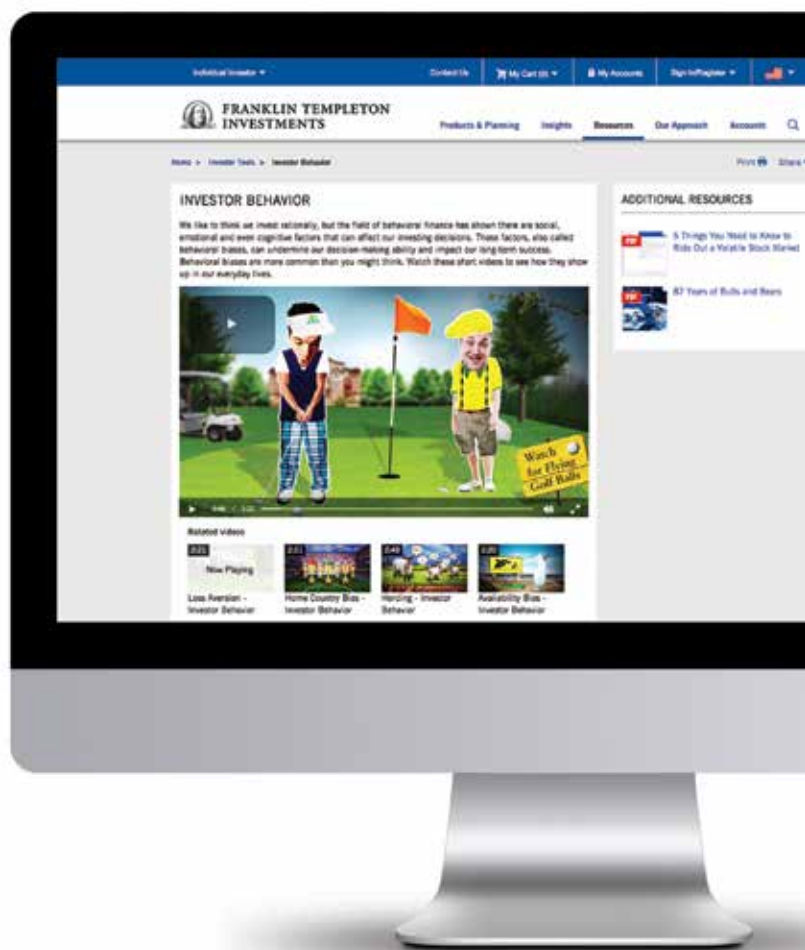 Individual Investor
Contact Us
My Cart (0)
My Accounts
Sign In/Register
FRANKLIN TEMPLETON
INVESTMENTS
Products & Planning
Insights
Resources
Our Approach
Accounts
Home > Investor Tools > Investor Behavior
Print
Share
INVESTOR BEHAVIOR
We like to think we invest rationally, but the field of behavioral finance has shown there are social,
emotional and even cognitive factors that can affect our investing decisions. These factors, also called
behavioral biases, can undermine our decision-making ability and impact our long-term success.
Behavioral biases are more common than you might think. Watch these short videos to see how they show
up in our everyday lives.
Watch
for Flying
Golf Balls
Related videos
2:21
Now Playing
Loss Aversion -
Investor Behavior
Home Country Bias -
Investor Behavior
Herding - Investor
Behavior
Availability Bias -
Investor Behavior
ADDITIONAL RESOURCES
PDF
5 Things You Need to Know to
Ride Out a Volatile Stock Market
PDF
87 Years of Bulls and Bears